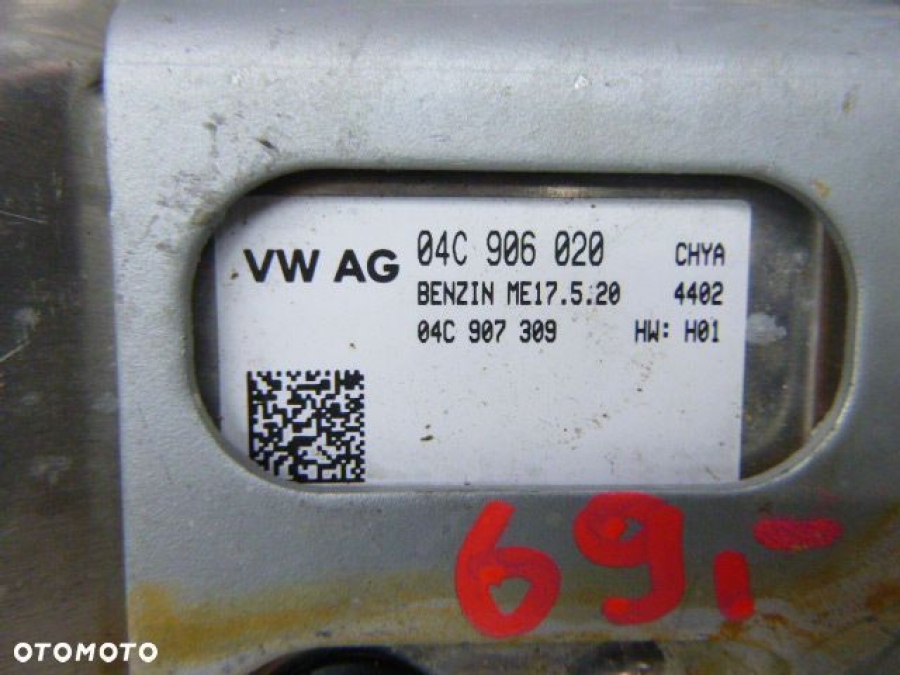 VW AG 04C 906 020 CHYA
BENZIN ME17.5.20 4402
04C 907 309 HW: H01
69,-
OTOMOTO